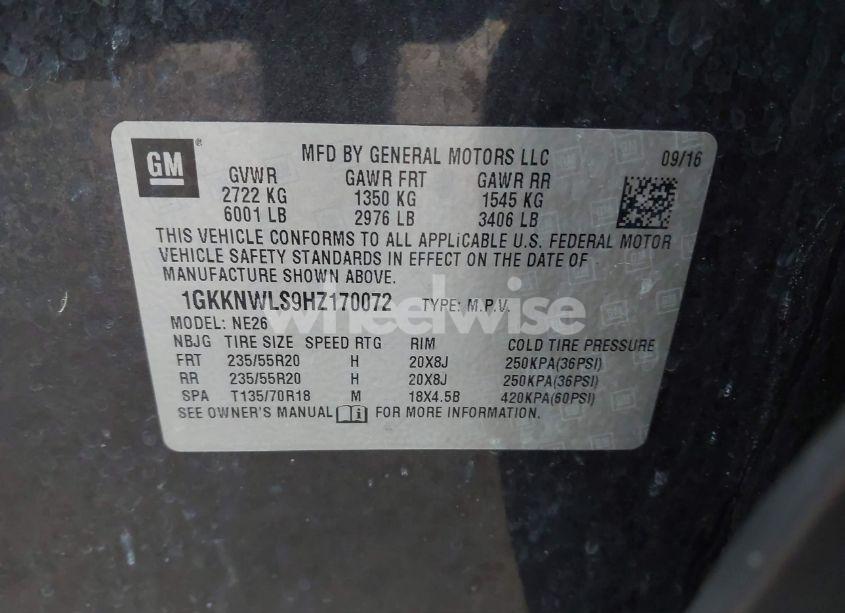 GM
MFD BY GENERAL MOTORS LLC 09/16
GVWR GAWR FRT GAWR RR
2722 KG 1350 KG 1545 KG
6001 LB 2976 LB 3406 LB
THIS VEHICLE CONFORMS TO ALL APPLiCABLE U.S. FEDERAL MOTOR
VEHICLE SAFETY STANDARDS IN EFFECT ON THE DATE OF
MANUFACTURE SHOWN ABOVE.
1GKKNWLS9HZ170072 TYPE: M.P.V.
wheelwise
MODEL: NE26
NBJG TIRE SIZE SPEED RTG RIM COLD TIRE PRESSURE
FRT 235/55R20 H 20X8J 250KPA(36PSI)
RR 235/55R20 H 20X8J 250KPA(36PSI)
SPA T135/70R18 M 18X4.5B 420KPA(60PSI)
SEE OWNER'S MANUAL FOR MORE INFORMATION.